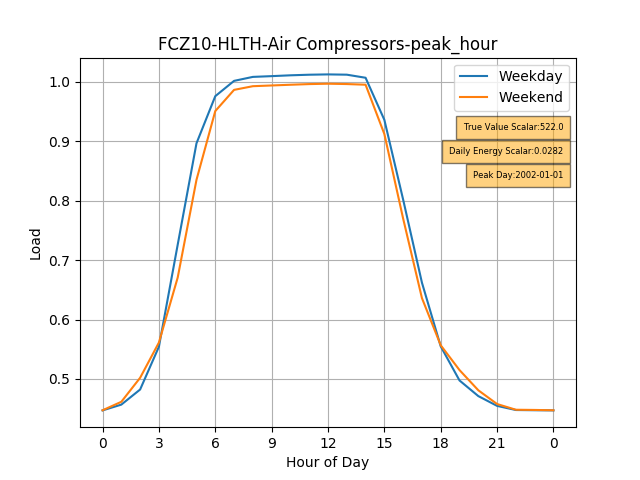 FCZ10-HLTH-Air Compressors-peak_hour
Weekday
Weekend
True Value Scalar:522.0
Daily Energy Scalar:0.0282
Peak Day:2002-01-01
Load
1.0
0.9
0.8
0.7
0.6
0.5
0 3 6 9 12 15 18 21 0
Hour of Day